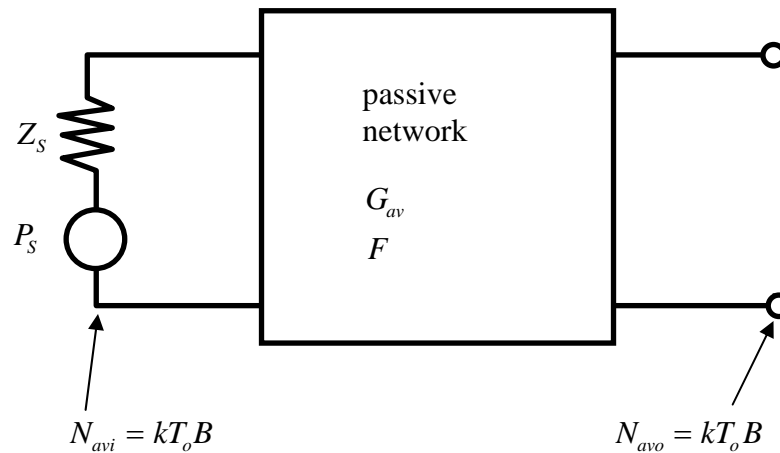 passive
network
Z_S
G_av
P_S
F
N_avi = kT_oB
N_avo = kT_oB